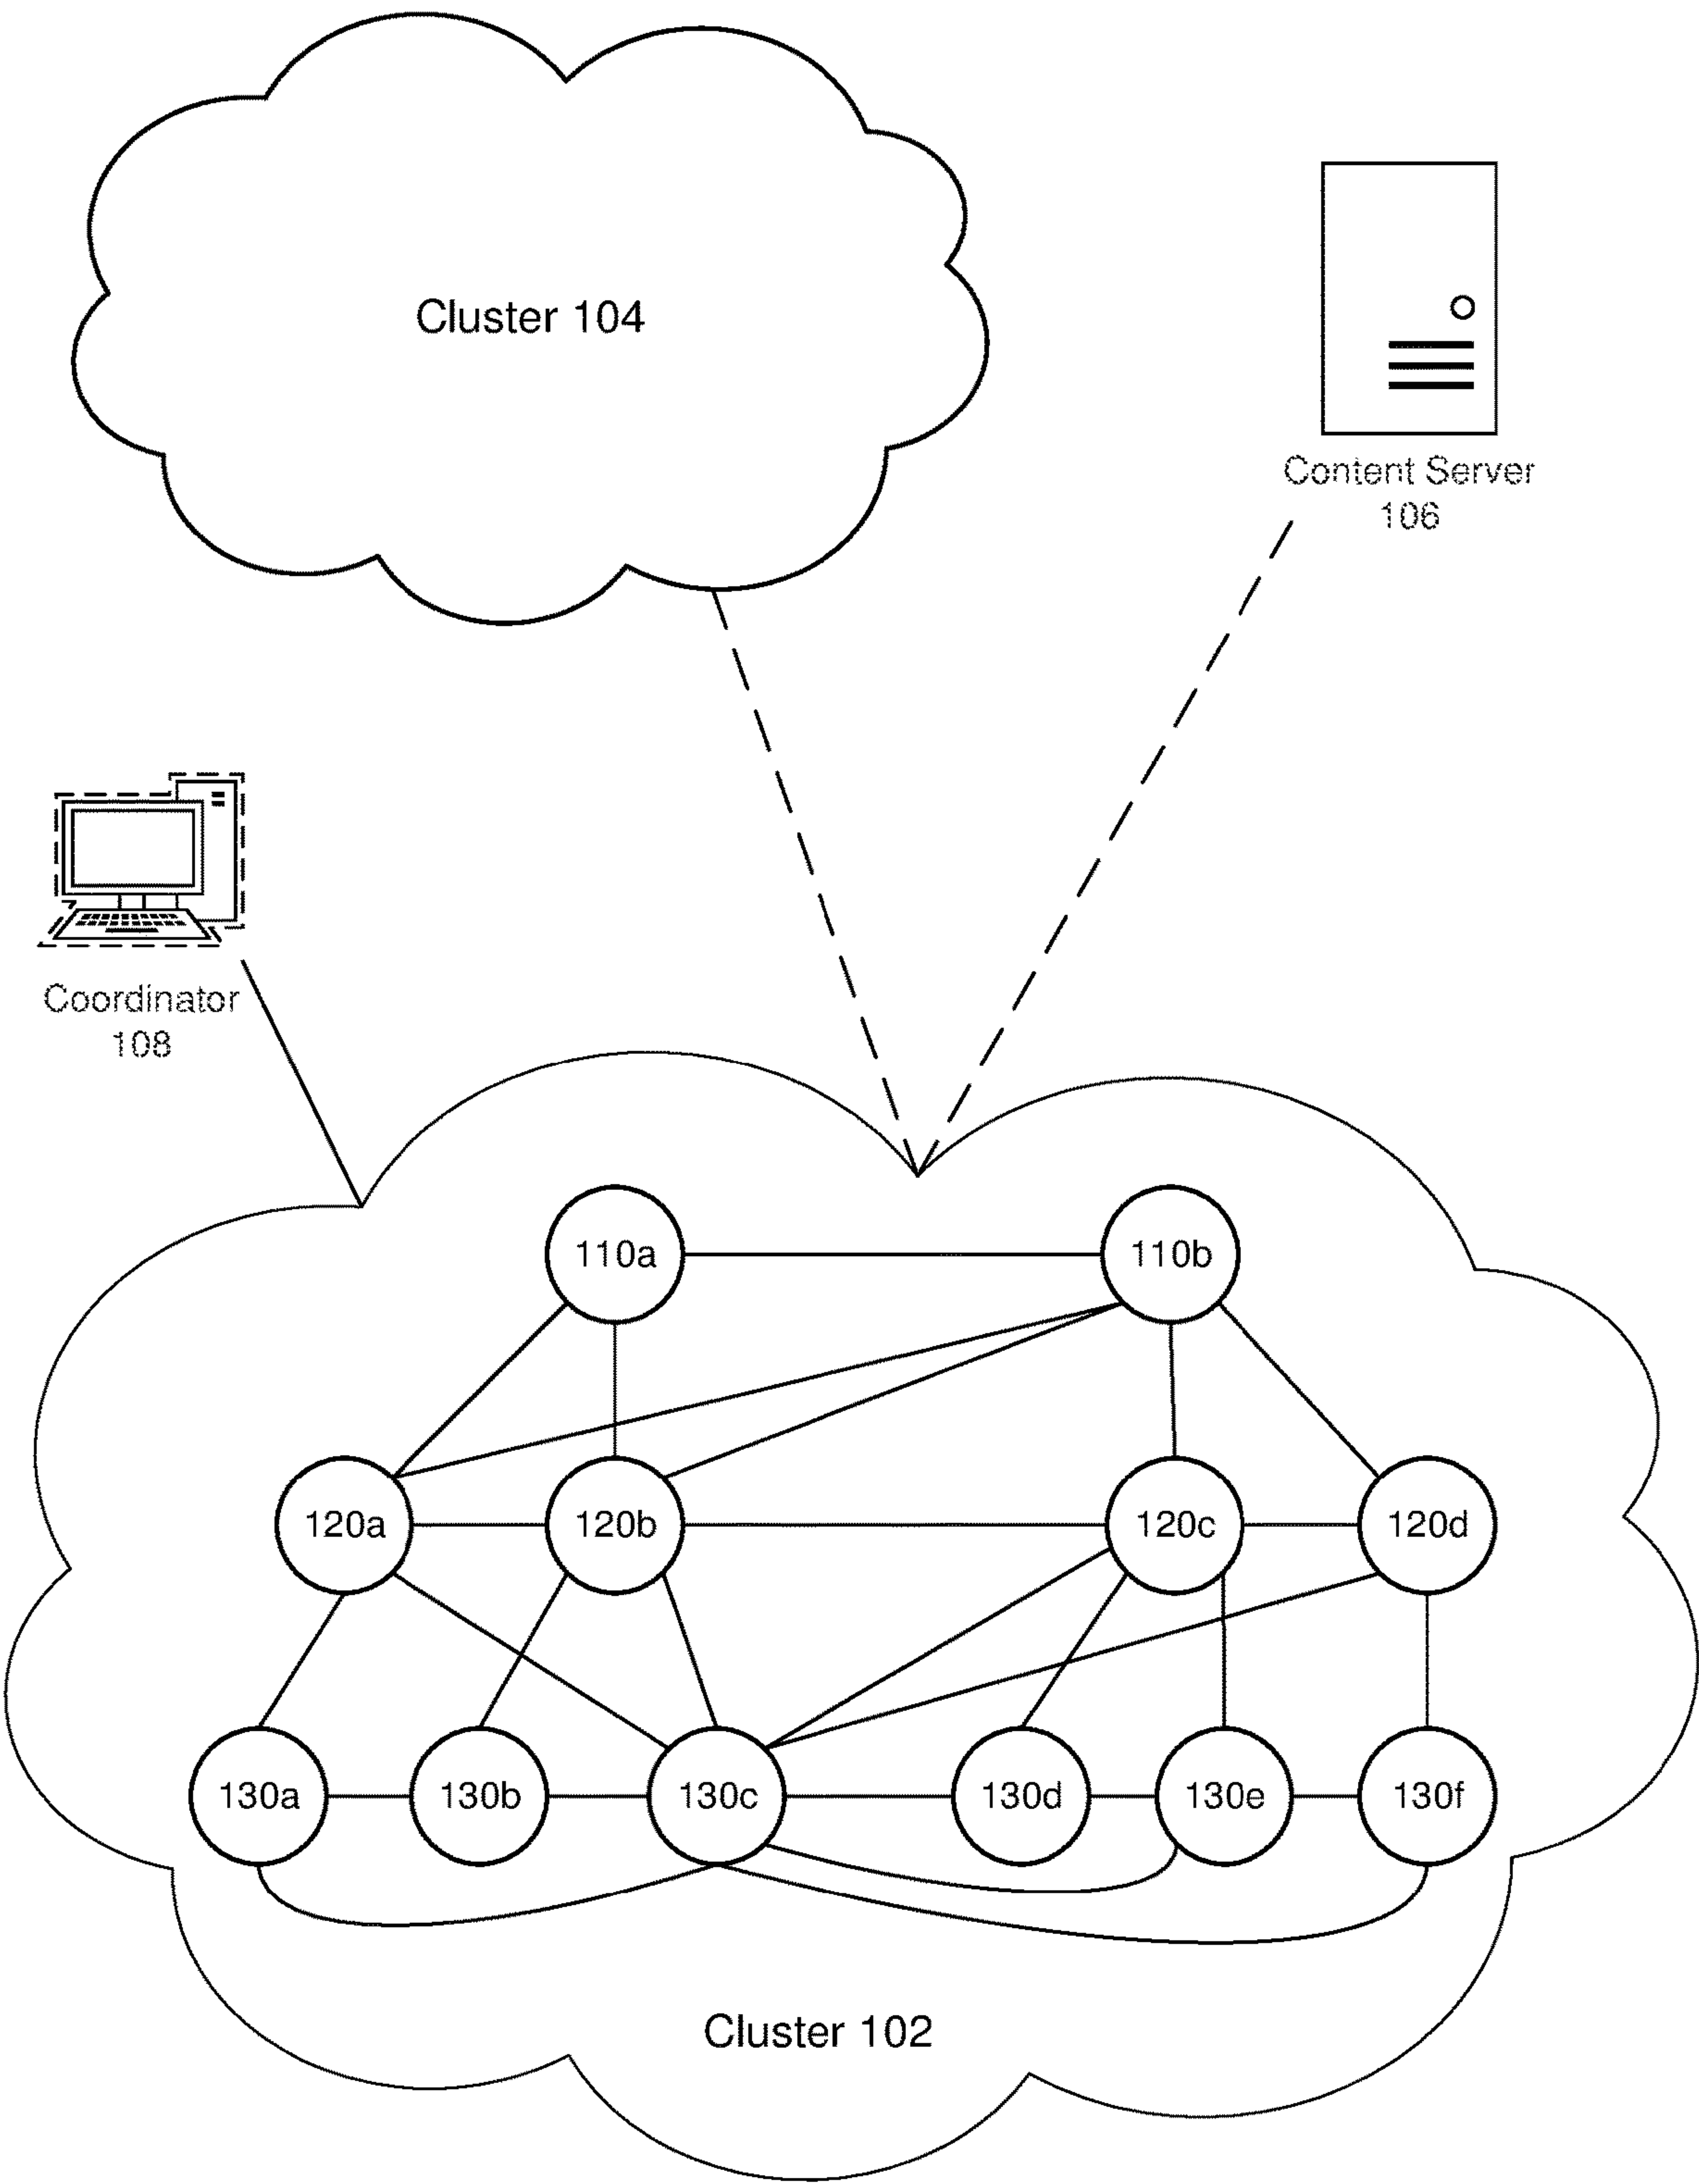 Cluster 104
Content Server
106
Coordinator
108
110a
110b
120a
120b
120c
120d
130a
130b
130c
130d
130e
130f
Cluster 102